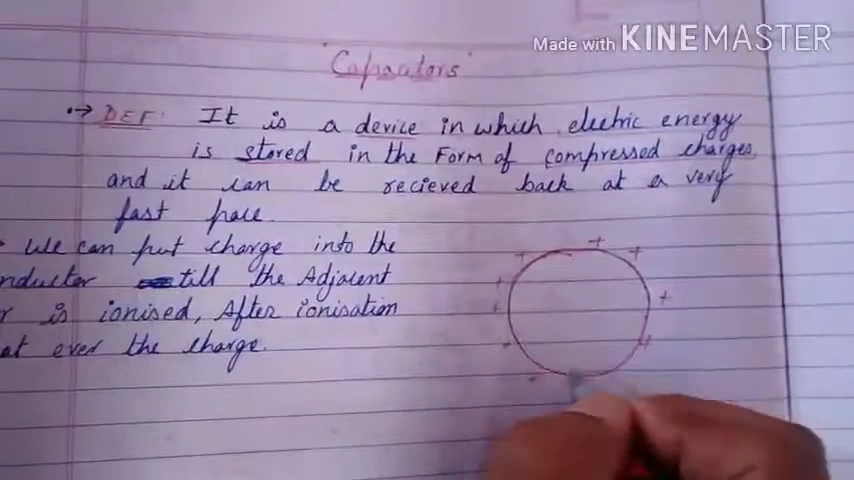 Made with KINEMASTER
"Capacitors"
•→ DEF: It is a device in which electric energy
is stored in the Form of compressed charges
and it can be recieved back at a very
fast pace.
We can put charge into the
nductor till the Adjacent
r is ionised, After ionisation
at over the charge.